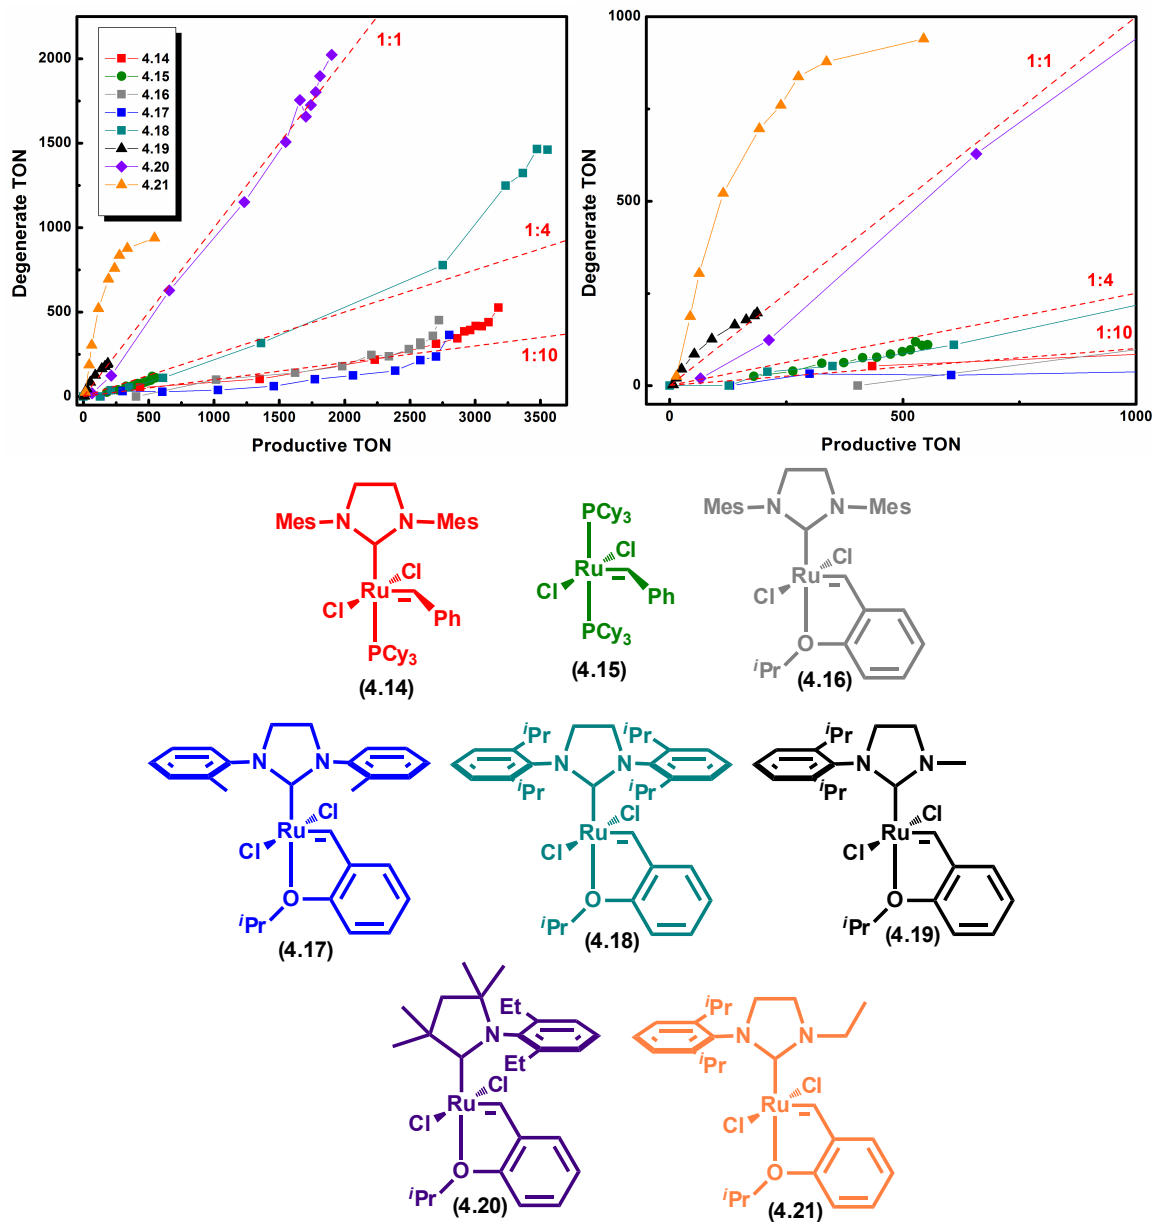 2000
1500
1000
500
0
Degenerate TON
4.14
4.15
4.16
4.17
4.18
4.19
4.20
4.21
1:1
1:4
1:10
0 500 1000 1500 2000 2500 3000 3500
Productive TON
1000
500
0
Degenerate TON
1:1
1:4
1:10
0 500 1000
Productive TON
Mes N N Mes
Cl
Ru
Cl
Ph
PCy3
(4.14)
PCy3
Cl
Ru
Cl
Ph
PCy3
(4.15)
Mes N N Mes
Cl
Ru
Cl
O
iPr
(4.16)
N N
Cl
Ru
Cl
O
iPr
(4.17)
iPr iPr
N N
iPr iPr
Cl
Ru
Cl
O
iPr
(4.18)
iPr
N N
iPr
Cl
Ru
Cl
O
iPr
(4.19)
Et
N
Et
Cl
Ru
Cl
O
iPr
(4.20)
iPr
N N
iPr
Cl
Ru
Cl
O
iPr
(4.21)